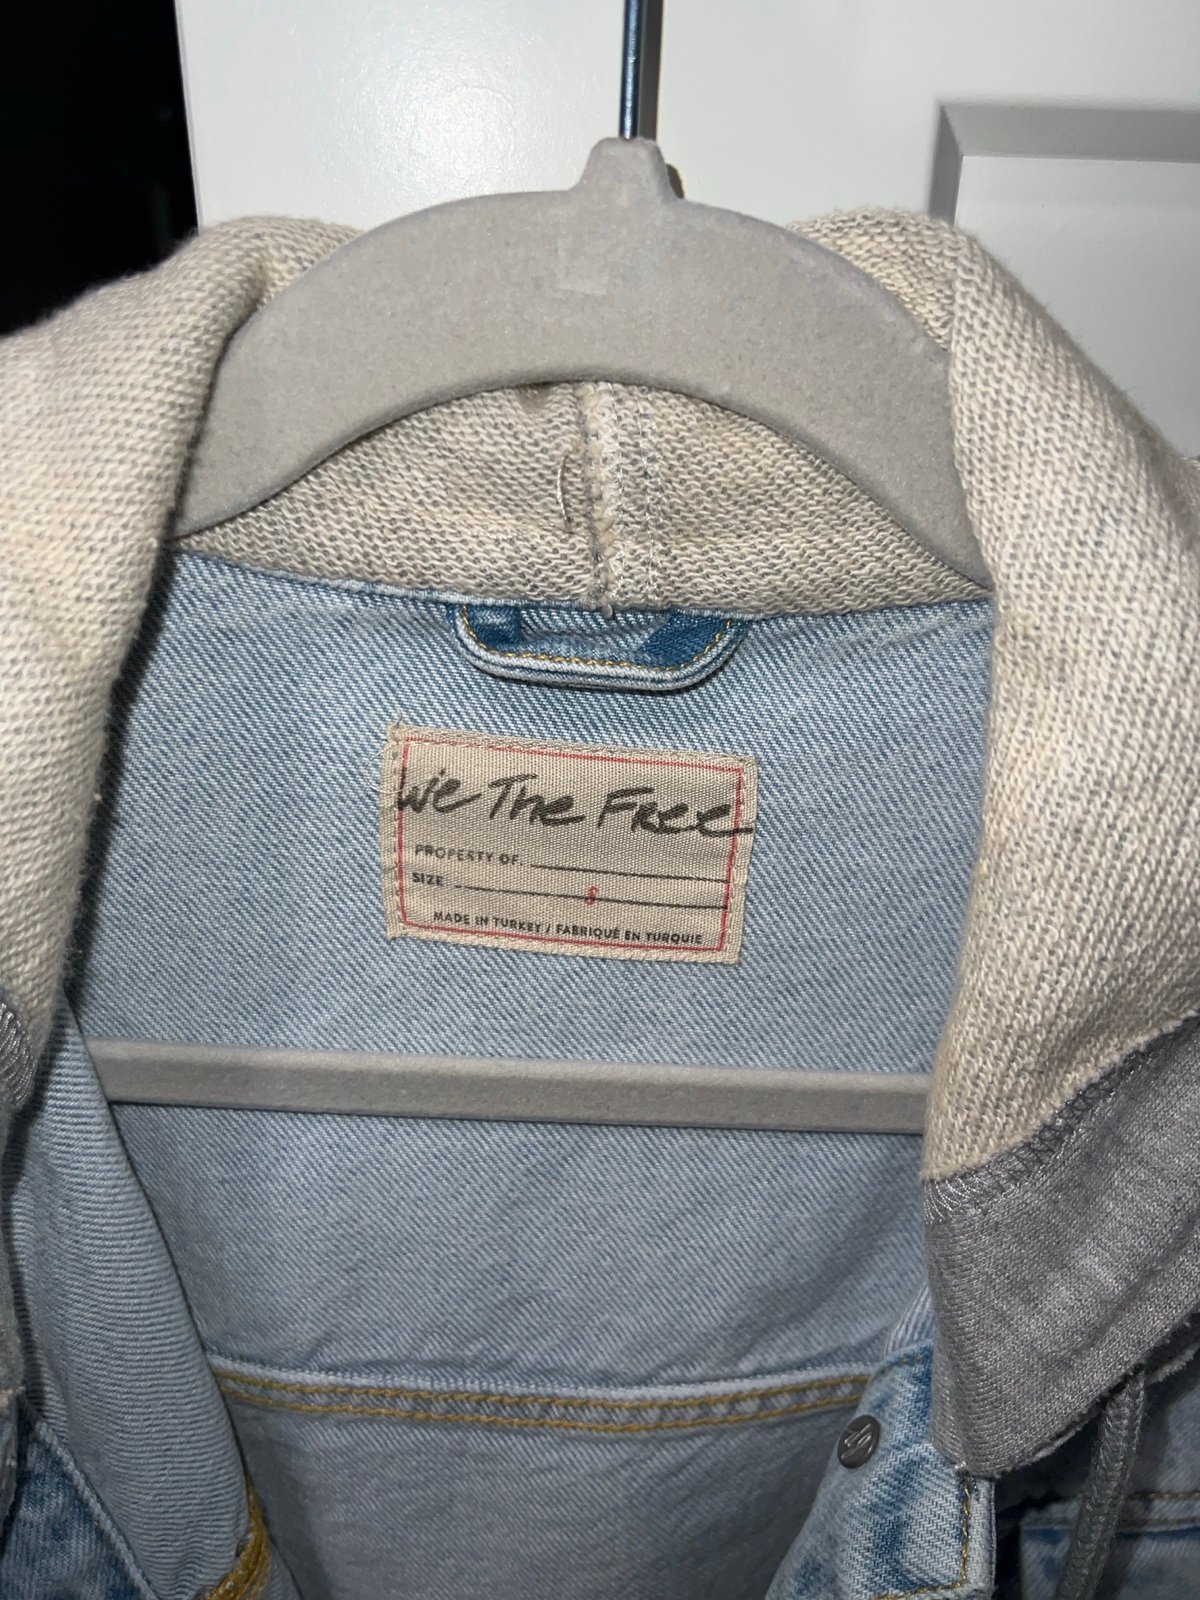 We The Free
PROPERTY OF.
SIZE S
MADE IN TURKEY / FABRIQUÉ EN TURQUIE